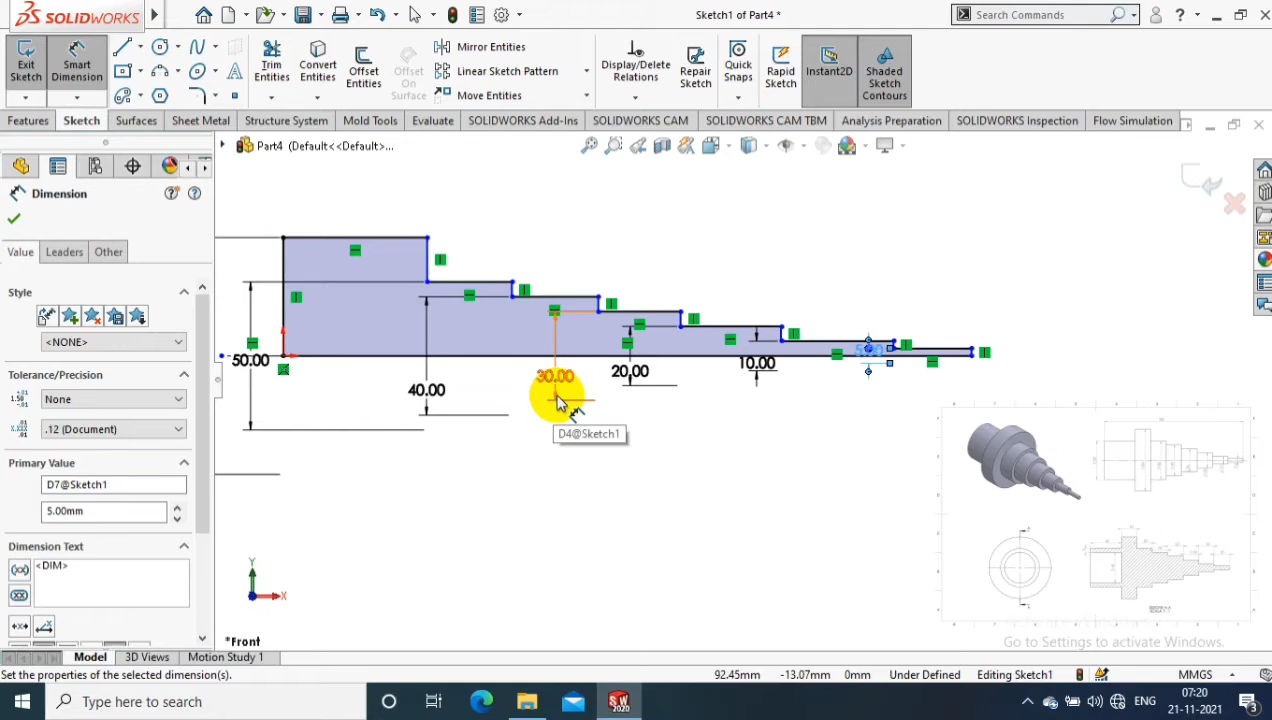 SOLIDWORKS
Sketch1 of Part4 *
Search Commands
Exit Sketch
Smart Dimension
Trim Entities
Convert Entities
Offset Entities
Offset On Surface
Mirror Entities
Linear Sketch Pattern
Move Entities
Display/Delete Relations
Repair Sketch
Quick Snaps
Rapid Sketch
Instant2D
Shaded Sketch Contours
Features
Sketch
Surfaces
Sheet Metal
Structure System
Mold Tools
Evaluate
SOLIDWORKS Add-Ins
SOLIDWORKS CAM
SOLIDWORKS CAM TBM
Analysis Preparation
SOLIDWORKS Inspection
Flow Simulation
Part4 (Default<<Default>...
Dimension
Value
Leaders
Other
Style
<NONE>
Tolerance/Precision
None
.12 (Document)
Primary Value
D7@Sketch1
5.00mm
Dimension Text
<DIM>
50.00
40.00
30.00
20.00
10.00
5.00
D4@Sketch1
Y
X
*Front
Go to Settings to activate Windows.
Model
3D Views
Motion Study 1
Set the properties of the selected dimension(s).
92.45mm
-13.07mm
0mm
Under Defined
Editing Sketch1
MMGS
Type here to search
ENG
07:20
21-11-2021
3